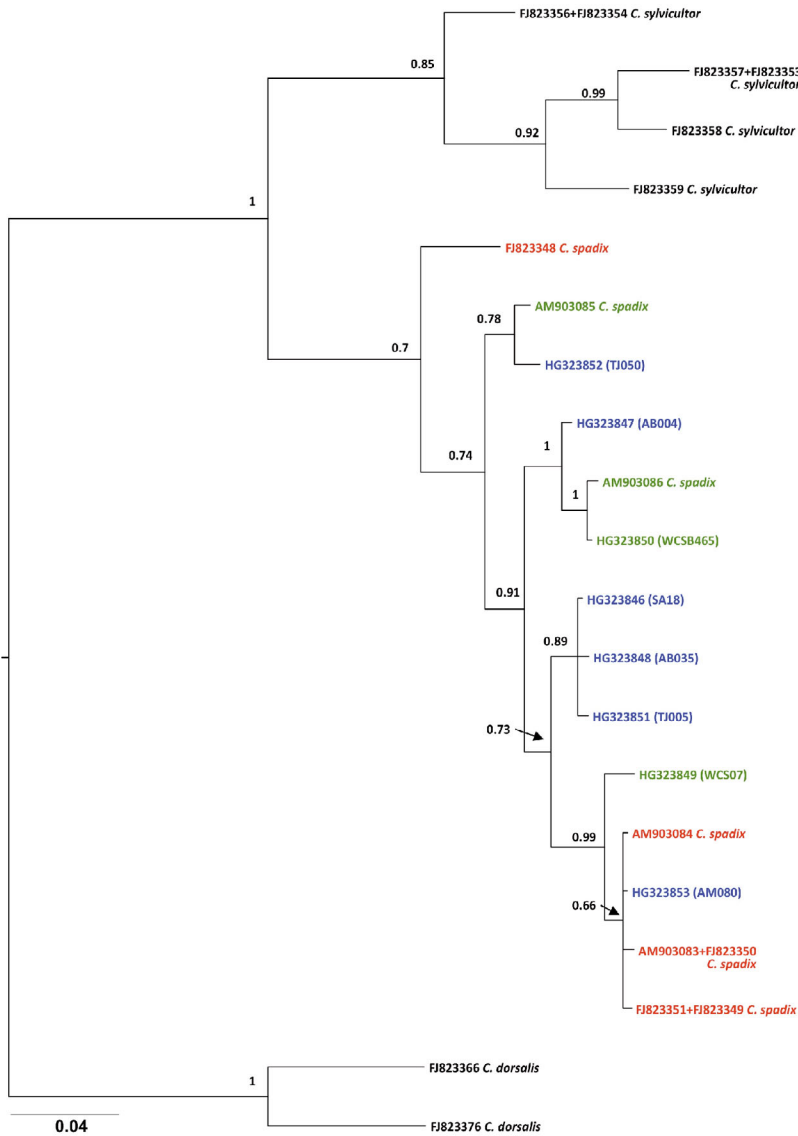 FJ823356+FJ823354 C. sylvicultor
0.85
FJ823357+FJ823353
C. sylvicultor
0.99
0.92
FJ823358 C. sylvicultor
FJ823359 C. sylvicultor
1
FJ823348 C. spadix
AM903085 C. spadix
0.78
0.7
HG323852 (TJ050)
HG323847 (AB004)
1
0.74
AM903086 C. spadix
1
HG323850 (WCSB465)
0.91
HG323846 (SA18)
0.89
HG323848 (AB035)
HG323851 (TJ005)
0.73
HG323849 (WCS07)
0.99
AM903084 C. spadix
HG323853 (AM080)
0.66
AM903083+FJ823350
C. spadix
FJ823351+FJ823349 C. spadix
FJ823366 C. dorsalis
1
0.04
FJ823376 C. dorsalis